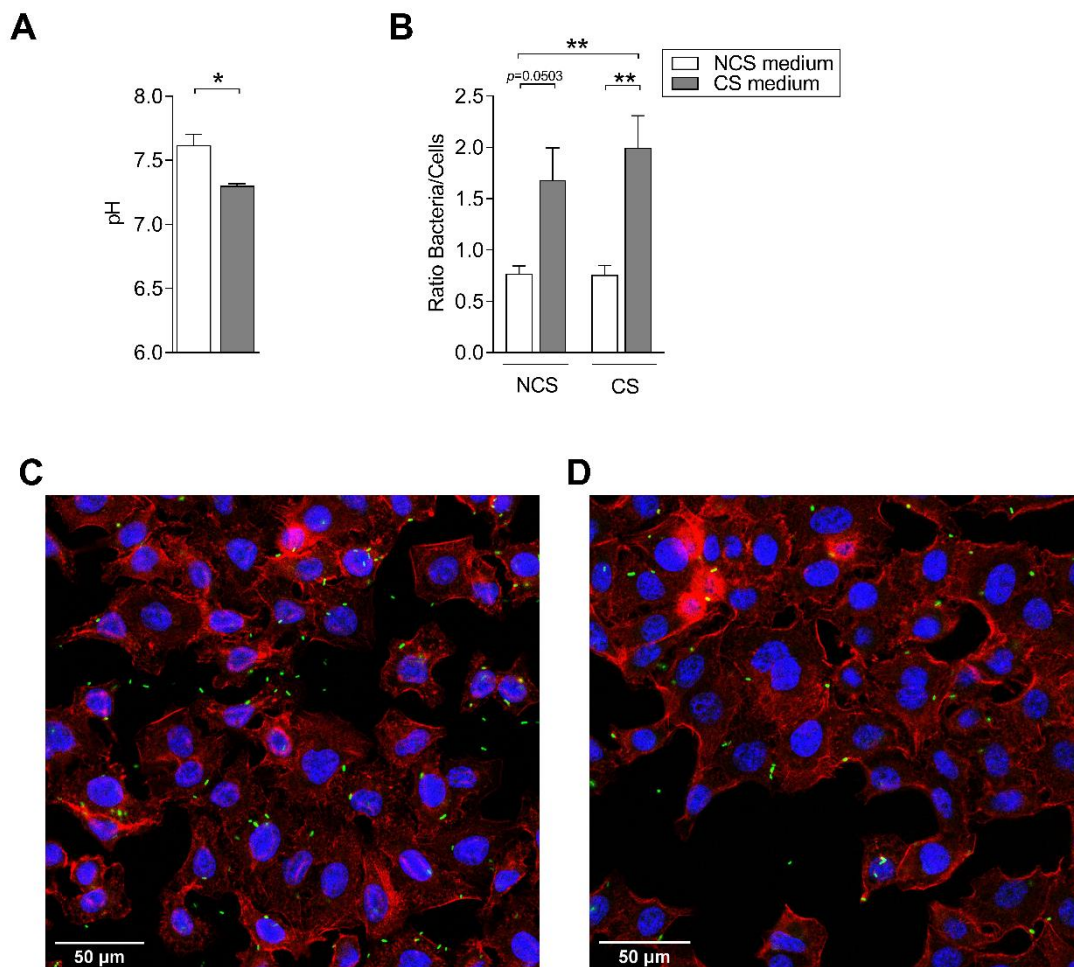 A
B
**
NCS medium
CS medium
*
p=0.0503
**
8.0
7.5
7.0
6.5
6.0
pH
2.5
2.0
1.5
1.0
0.5
0.0
Ratio Bacteria/Cells
NCS
CS
C
D
50 µm
50 µm